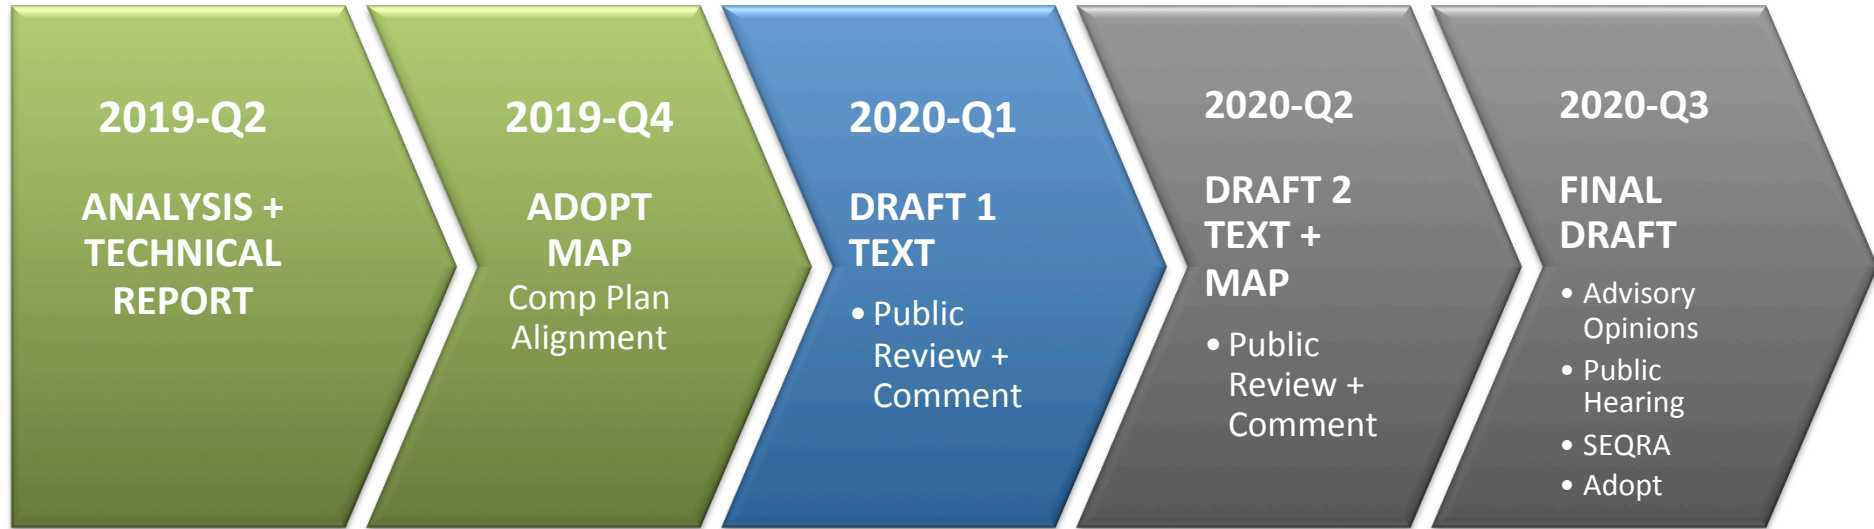 2019-Q2
ANALYSIS +
TECHNICAL
REPORT
2019-Q4
ADOPT
MAP
Comp Plan
Alignment
2020-Q1
DRAFT 1
TEXT
• Public
Review +
Comment
2020-Q2
DRAFT 2
TEXT +
MAP
• Public
Review +
Comment
2020-Q3
FINAL
DRAFT
• Advisory
Opinions
• Public
Hearing
• SEQRA
• Adopt